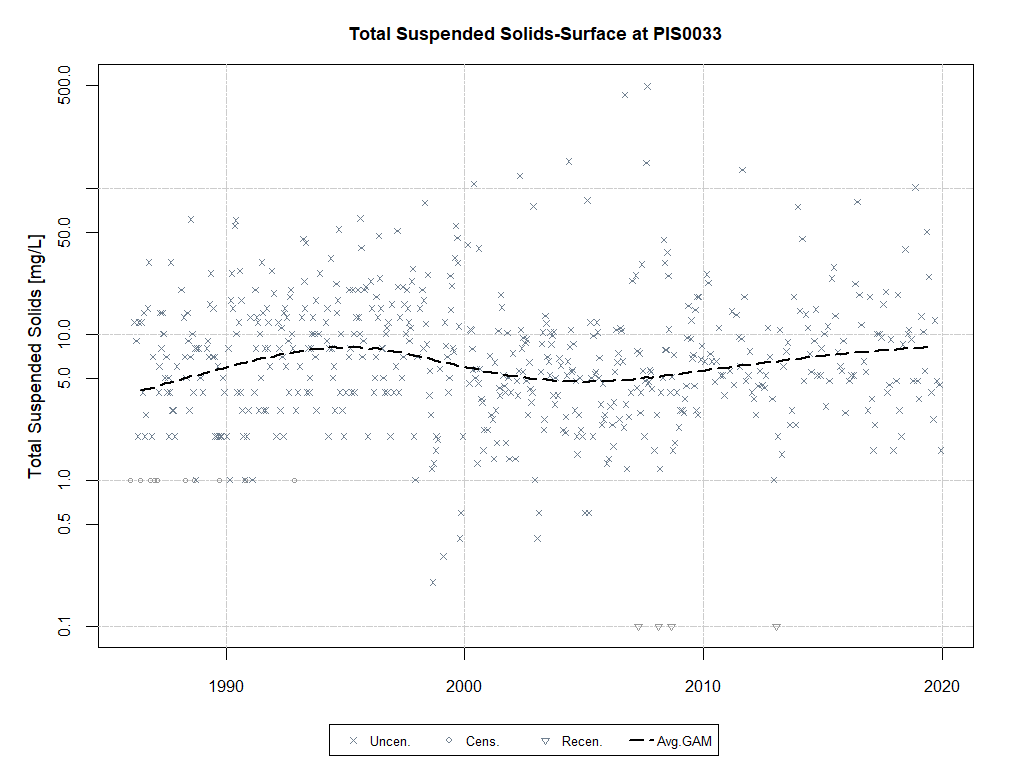 Total Suspended Solids-Surface at PIS0033
Total Suspended Solids [mg/L]
500.0
50.0
10.0
5.0
1.0
0.5
0.1
1990 2000 2010 2020
Uncen. Cens. Recen. Avg.GAM